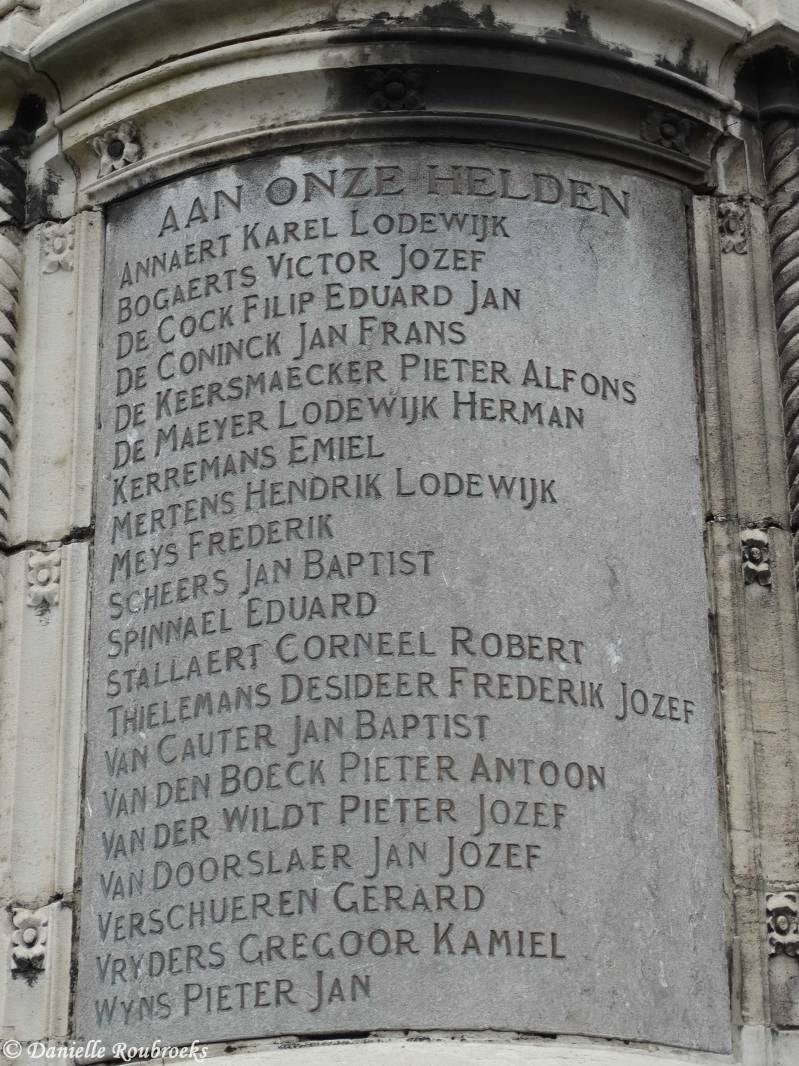 AAN ONZE HELDEN
ANNAERT KAREL LODEWIJK
BOGAERTS VICTOR JOZEF
DE COCK FILIP EDUARD JAN
DE CONINCK JAN FRANS
DE KEERSMAECKER PIETER ALFONS
DE MAEYER LODEWIJK HERMAN
KERREMANS EMIEL
MERTENS HENDRIK LODEWIJK
MEYS FREDERIK
SCHEERS JAN BAPTIST
SPINNAEL EDUARD
STALLAERT CORNEEL ROBERT
THIELEMANS DESIDEER FREDERIK JOZEF
VAN CAUTER JAN BAPTIST
VAN DEN BOECK PIETER ANTOON
VAN DER WILDT PIETER JOZEF
VAN DOORSLAER JAN JOZEF
VERSCHUEREN GERARD
VRYDERS GREGOOR KAMIEL
WYNS PIETER JAN
© Danielle Roubroeks